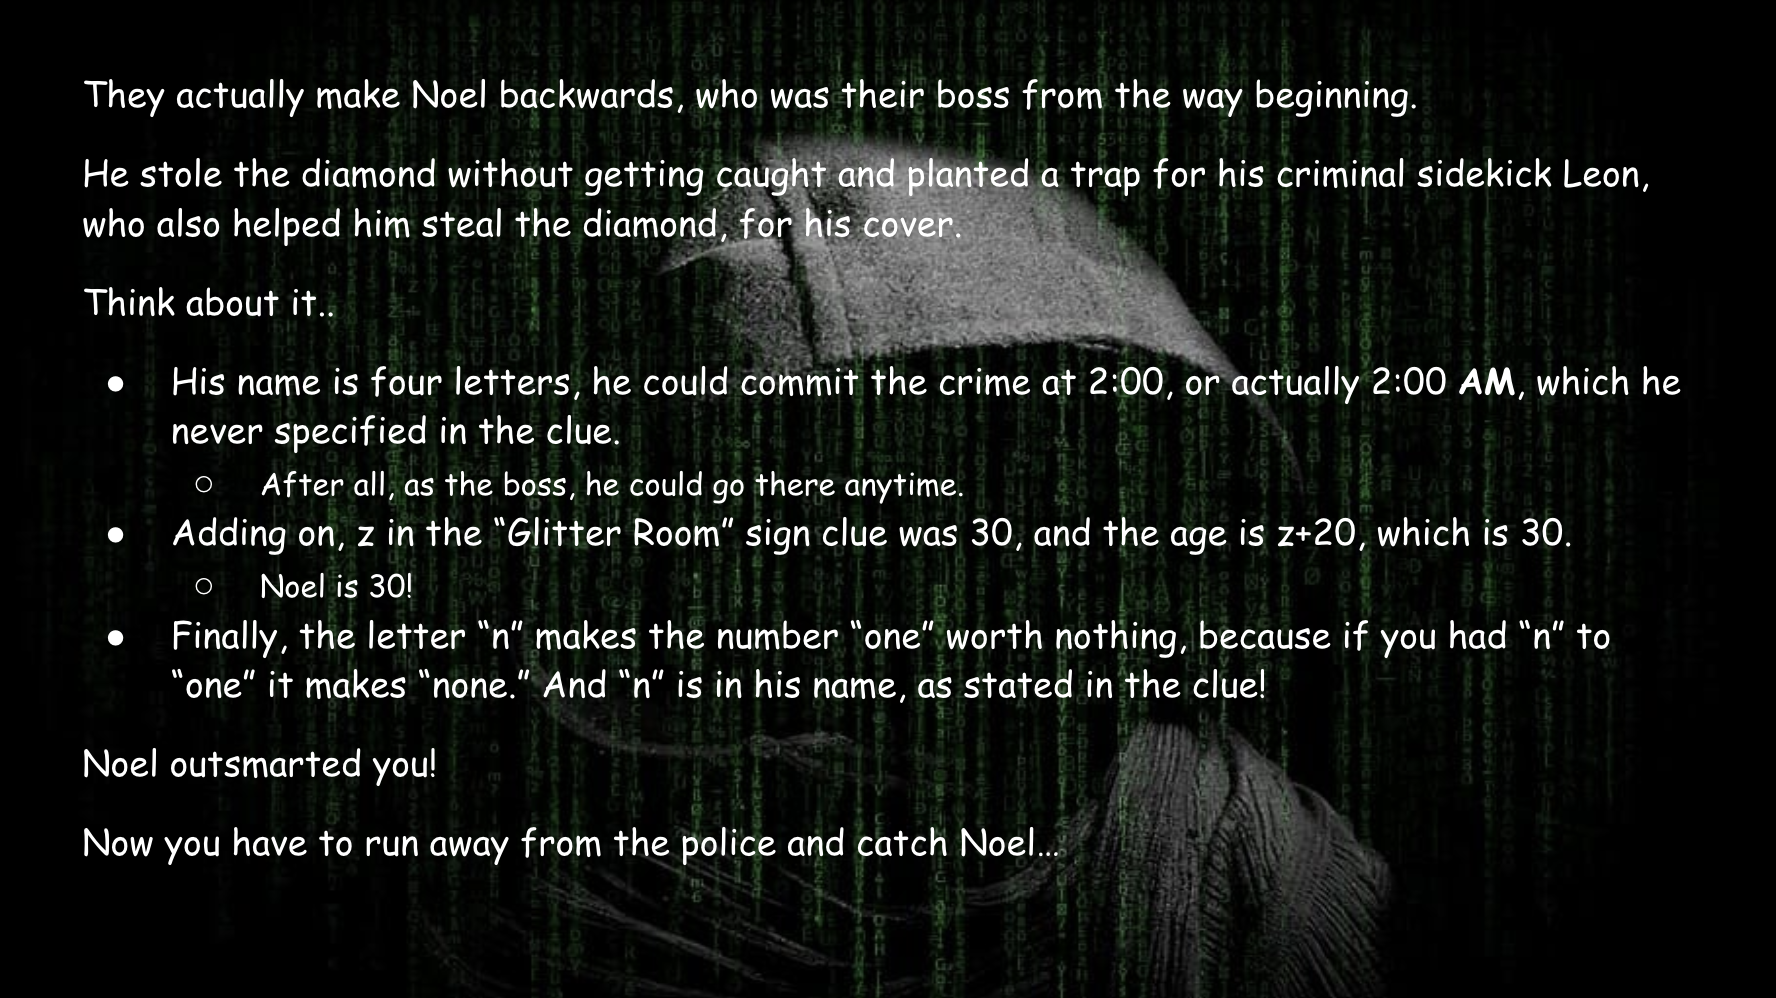 They actually make Noel backwards, who was their boss from the way beginning.
He stole the diamond without getting caught and planted a trap for his criminal sidekick Leon,
who also helped him steal the diamond, for his cover.
Think about it..
● His name is four letters, he could commit the crime at 2:00, or actually 2:00 AM, which he
never specified in the clue.
○ After all, as the boss, he could go there anytime.
● Adding on, z in the “Glitter Room” sign clue was 30, and the age is z+20, which is 30.
○ Noel is 30!
● Finally, the letter “n” makes the number “one” worth nothing, because if you had “n” to
“one” it makes “none.” And “n” is in his name, as stated in the clue!
Noel outsmarted you!
Now you have to run away from the police and catch Noel…